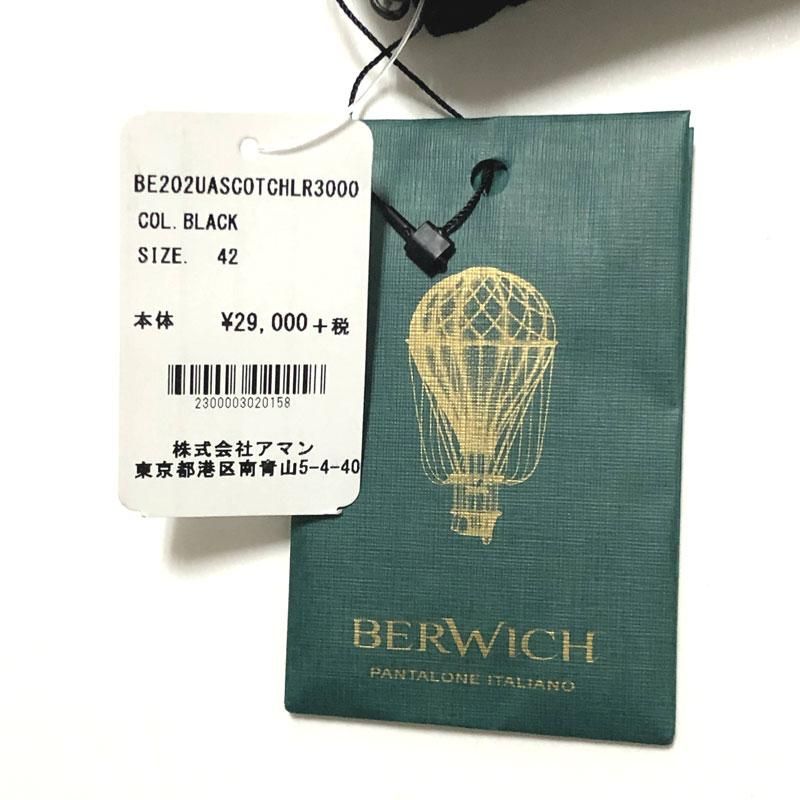 BE202UASCOTCHLR3000
COL. BLACK
SIZE. 42
本体 ¥29,000+税
2300003020158
株式会社アマン
東京都港区南青山5-4-40
BERWICH
PANTALONE ITALIANO